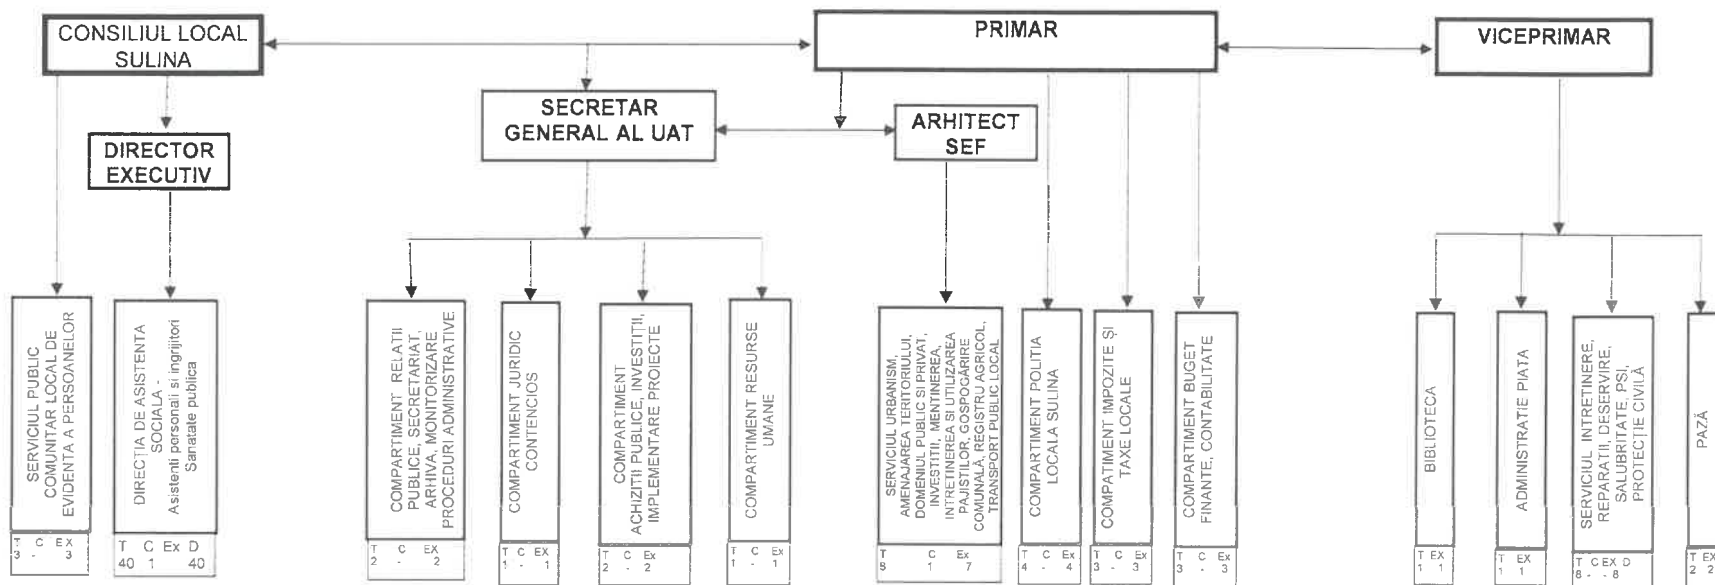 CONSILIUL LOCAL
SULINA
PRIMAR
VICEPRIMAR
SECRETAR
GENERAL AL UAT
ARHITECT
SEF
DIRECTOR
EXECUTIV
SERVICIUL PUBLIC
COMUNITAR LOCAL DE
EVIDENTA A PERSOANELOR
T C EX
3 - 3
DIRECȚIA DE ASISTENTA
SOCIALA -
Asistenti personali si ingrijitori
Sanatate publica
T C Ex D
40 1 40
COMPARTIMENT RELATII
PUBLICE, SECRETARIAT,
ARHIVA, MONITORIZARE
PROCEDURI ADMINISTRATIVE
T C EX
2 - 2
COMPARTIMENT JURIDIC
CONTENCIOS
T C EX
1 - 1
COMPARTIMENT
ACHIZITII PUBLICE, INVESTIȚII,
IMPLEMENTARE PROIECTE
T C Ex
2 - 2
COMPARTIMENT RESURSE
UMANE
T C EX
1 - 1
SERVICIUL URBANISM,
AMENAJAREA TERITORIULUI,
DOMENIUL PUBLIC SI PRIVAT,
INVESTITII, MENTINEREA,
INTRETINEREA SI UTILIZAREA
PAJISTILOR, GOSPOGĂRIRE
COMUNALĂ, REGISTRU AGRICOL,
TRANSPORT PUBLIC LOCAL
T C Ex
8 1 7
COMPARTIMENT POLITIA
LOCALA SULINA
T C Ex
4 - 4
COMPATIMENT IMPOZITE ȘI
TAXE LOCALE
T C Ex
3 - 3
COMPARTIMENT BUGET
FINANTE, CONTABILITATE
T C Ex
3 - 3
BIBLIOTECA
T EX
1 1
ADMINISTRATIE PIATA
T EX
1 1
SERVICIUL INTRETINERE,
REPARATII, DESERVIRE,
SALUBRITATE, PSI,
PROTECȚIE CIVILĂ
T C EX D
8 - - 8
PAZĂ
T EX
2 2